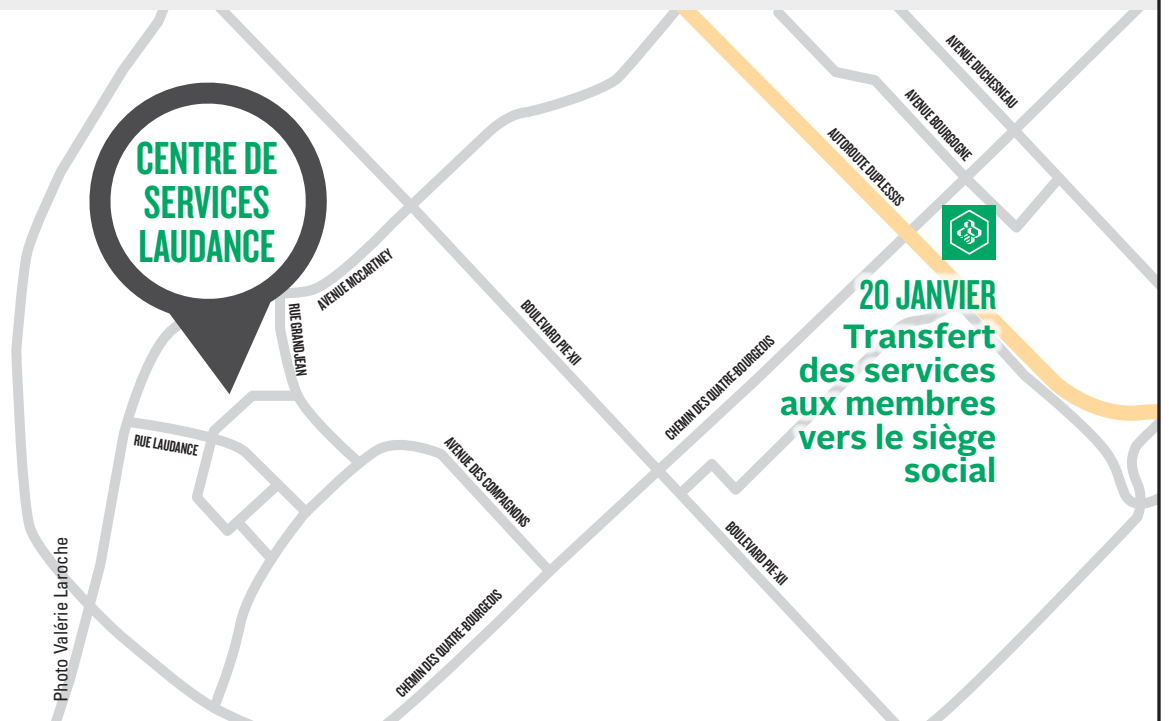 AVENUE DUCHESNEAU
AVENUE BOURGOGNE
AUTOROUTE DUPLESSIS
CENTRE DE
SERVICES
LAUDANCE
AVENUE MCCARTNEY
RUE GRANDJEAN
BOULEVARD PIE-XII
CHEMIN DES QUATRE-BOURGEOIS
20 JANVIER
Transfert
des services
aux membres
vers le siège
social
RUE LAUDANCE
AVENUE DES COMPAGNONS
BOULEVARD PIE-XII
CHEMIN DES QUATRE-BOURGEOIS
Photo Valérie Laroche